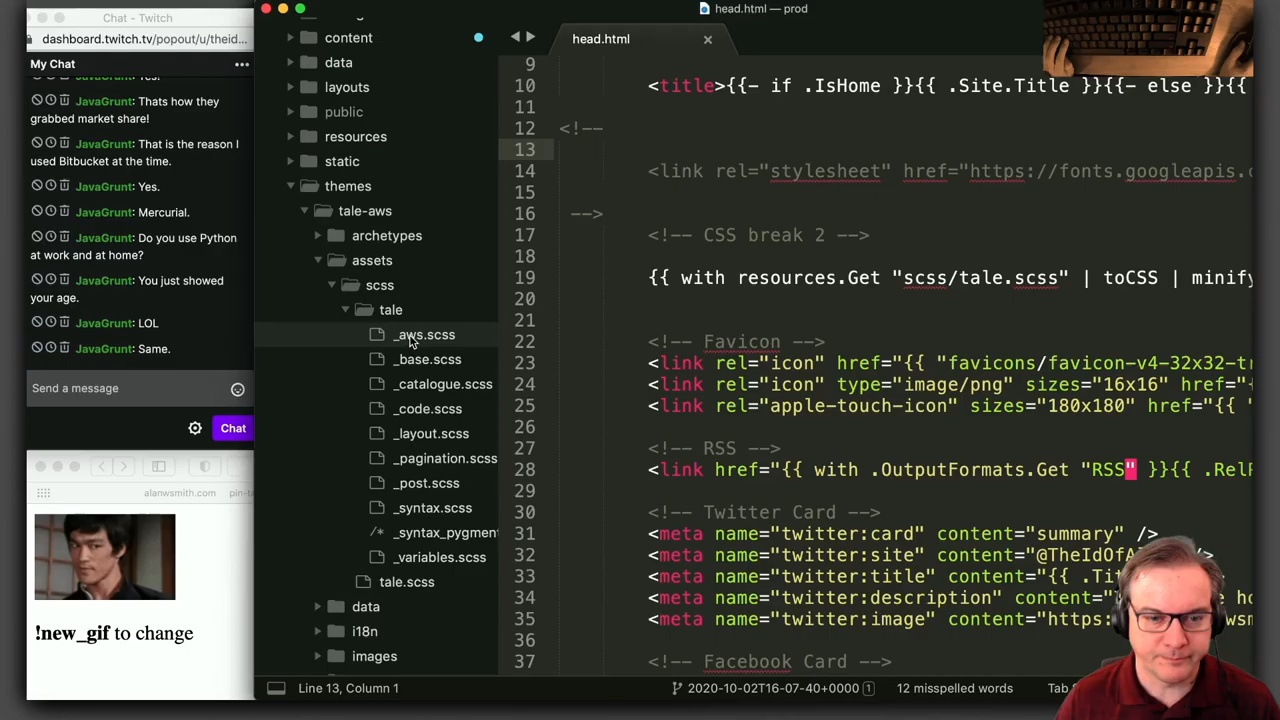 Chat - Twitch
dashboard.twitch.tv/popout/u/theid...
My Chat
JavaGrunt: Yes!
JavaGrunt: Thats how they
grabbed market share!
JavaGrunt: That is the reason I
used Bitbucket at the time.
JavaGrunt: Yes.
JavaGrunt: Mercurial.
JavaGrunt: Do you use Python
at work and at home?
JavaGrunt: You just showed
your age.
JavaGrunt: LOL
JavaGrunt: Same.
Send a message
Chat
alanwsmith.com pin-ta
!new_gif to change
content
data
layouts
public
resources
static
themes
tale-aws
archetypes
assets
scss
tale
_aws.scss
_base.scss
_catalogue.scss
_code.scss
_layout.scss
_pagination.scss
_post.scss
_syntax.scss
/* _syntax_pygment
_variables.scss
tale.scss
data
i18n
images
head.html — prod
head.html
9
10 <title>{{- if .IsHome }}{{ .Site.Title }}{{- else }}{{
11
12 <!--
13
14 <link rel="stylesheet" href="https://fonts.googleapis.c
15
16 -->
17 <!-- CSS break 2 -->
18
19 {{ with resources.Get "scss/tale.scss" | toCSS | minify
20
21
22 <!-- Favicon -->
23 <link rel="icon" href="{{ "favicons/favicon-v4-32x32-tr
24 <link rel="icon" type="image/png" sizes="16x16" href="{
25 <link rel="apple-touch-icon" sizes="180x180" href="{{ "
26
27 <!-- RSS -->
28 <link href="{{ with .OutputFormats.Get "RSS" }}{{ .RelP
29
30 <!-- Twitter Card -->
31 <meta name="twitter:card" content="summary" />
32 <meta name="twitter:site" content="@TheIdOfA />
33 <meta name="twitter:title" content="{{ .Ti
34 <meta name="twitter:description" content=
35 <meta name="twitter:image" content="https: wsm
36
37 <!-- Facebook Card -->
Line 13, Column 1
2020-10-02T16-07-40+0000 1
12 misspelled words
Tab